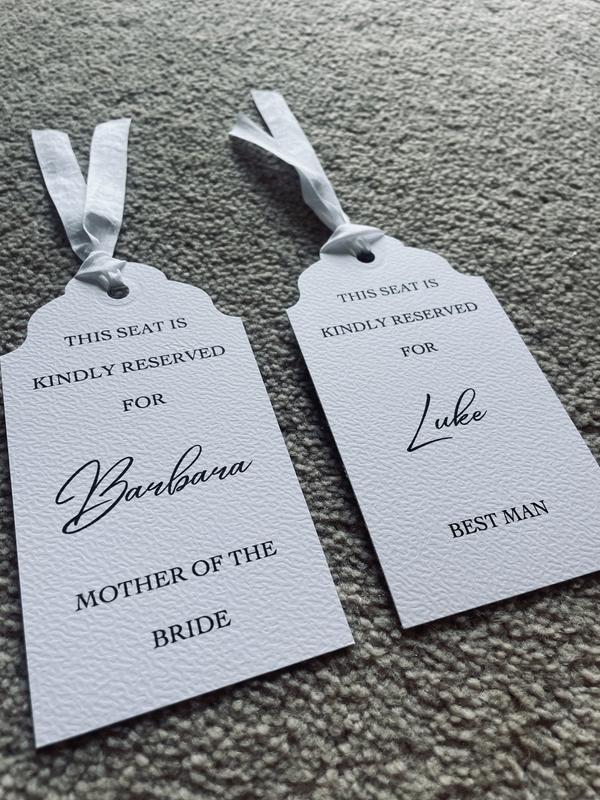 THIS SEAT IS
KINDLY RESERVED
FOR
Barbara
MOTHER OF THE
BRIDE
THIS SEAT IS
KINDLY RESERVED
FOR
Luke
BEST MAN